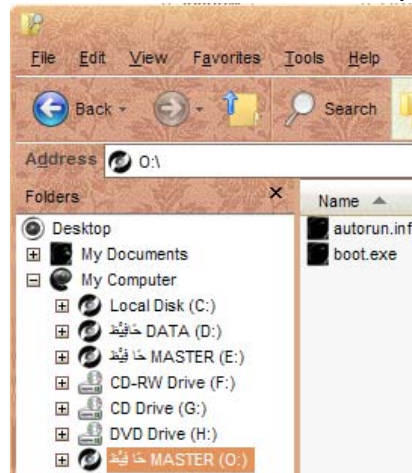 File Edit View Favorites Tools Help
Back Search
Address O:\
Folders X Name
autorun.inf
boot.exe
Desktop
My Documents
My Computer
Local Disk (C:)
حَافِيْظ DATA (D:)
حَا فِيْظ MASTER (E:)
CD-RW Drive (F:)
CD Drive (G:)
DVD Drive (H:)
حَا فِيْظ MASTER (O:)